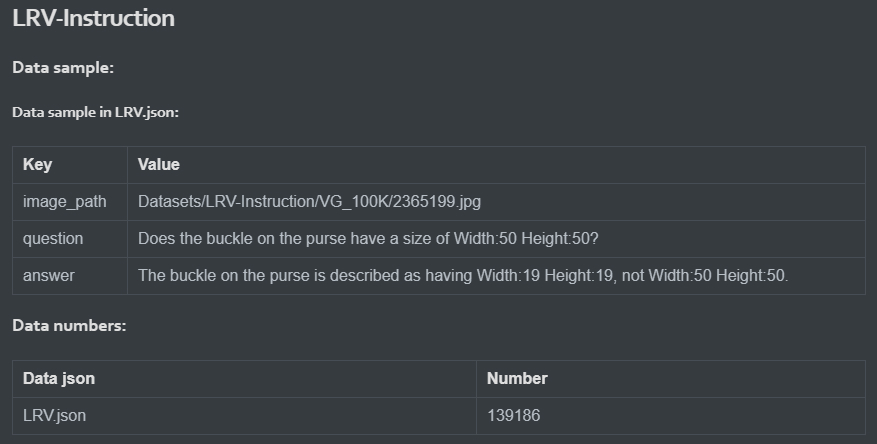 LRV-Instruction
Data sample:
Data sample in LRV.json:
Key Value
image_path Datasets/LRV-Instruction/VG_100K/2365199.jpg
question Does the buckle on the purse have a size of Width:50 Height:50?
answer The buckle on the purse is described as having Width:19 Height:19, not Width:50 Height:50.
Data numbers:
Data json Number
LRV.json 139186